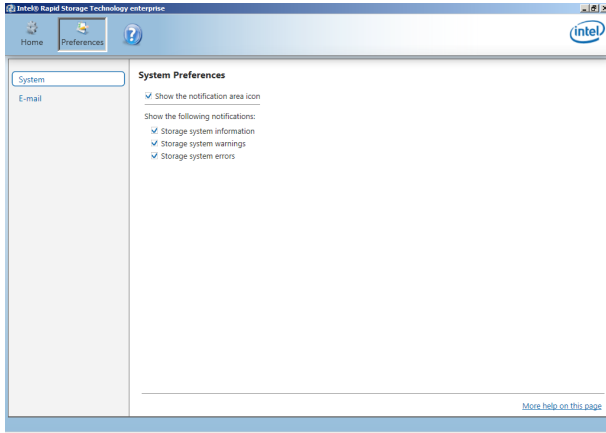 Intel® Rapid Storage Technology enterprise
Home
Preferences
?
intel
System
E-mail
System Preferences
Show the notification area icon
Show the following notifications:
Storage system information
Storage system warnings
Storage system errors
More help on this page